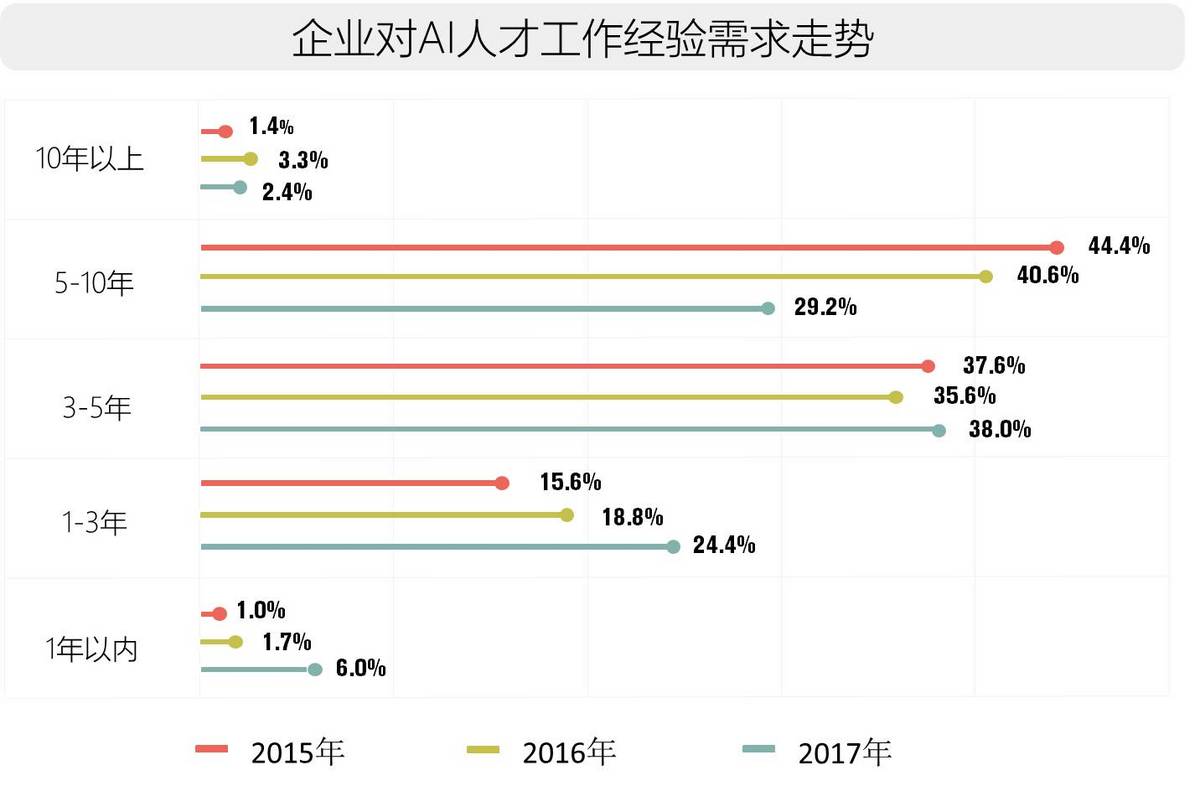 企业对AI人才工作经验需求走势
10年以上
1.4%
3.3%
2.4%
5-10年
44.4%
40.6%
29.2%
3-5年
37.6%
35.6%
38.0%
1-3年
15.6%
18.8%
24.4%
1年以内
1.0%
1.7%
6.0%
2015年 2016年 2017年